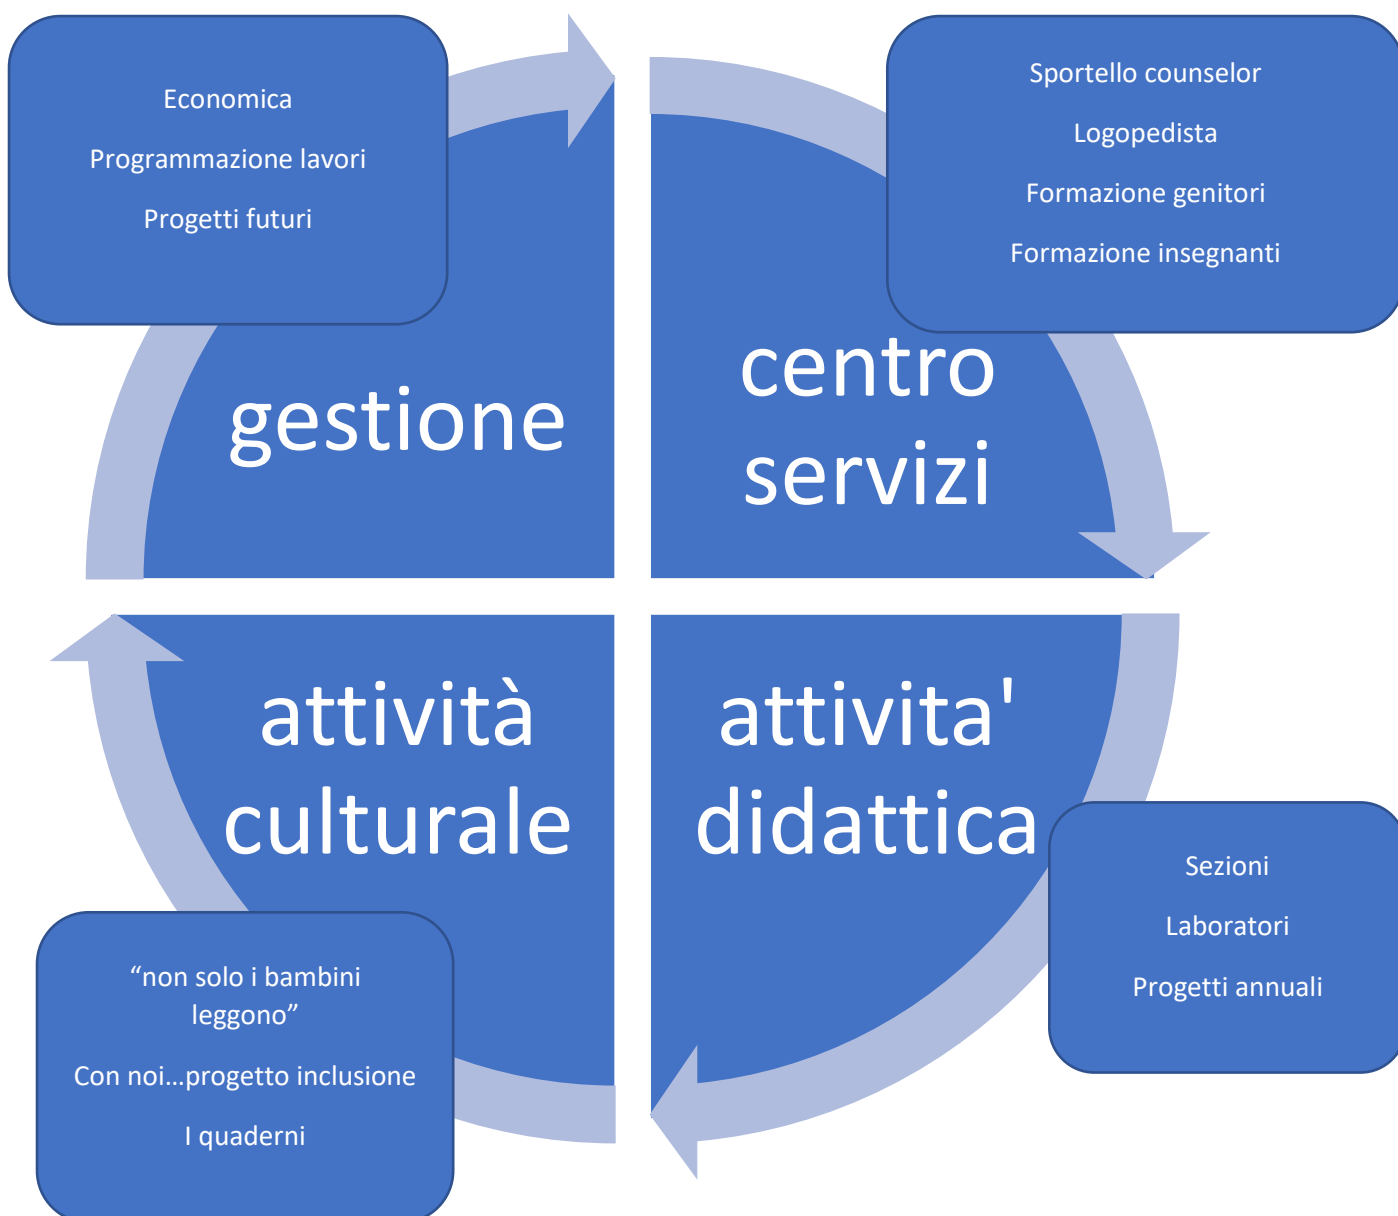 Economica
Programmazione lavori
Progetti futuri
Sportello counselor
Logopedista
Formazione genitori
Formazione insegnanti
gestione
centro
servizi
attività
culturale
attivita'
didattica
“non solo i bambini
leggono”
Con noi...progetto inclusione
I quaderni
Sezioni
Laboratori
Progetti annuali